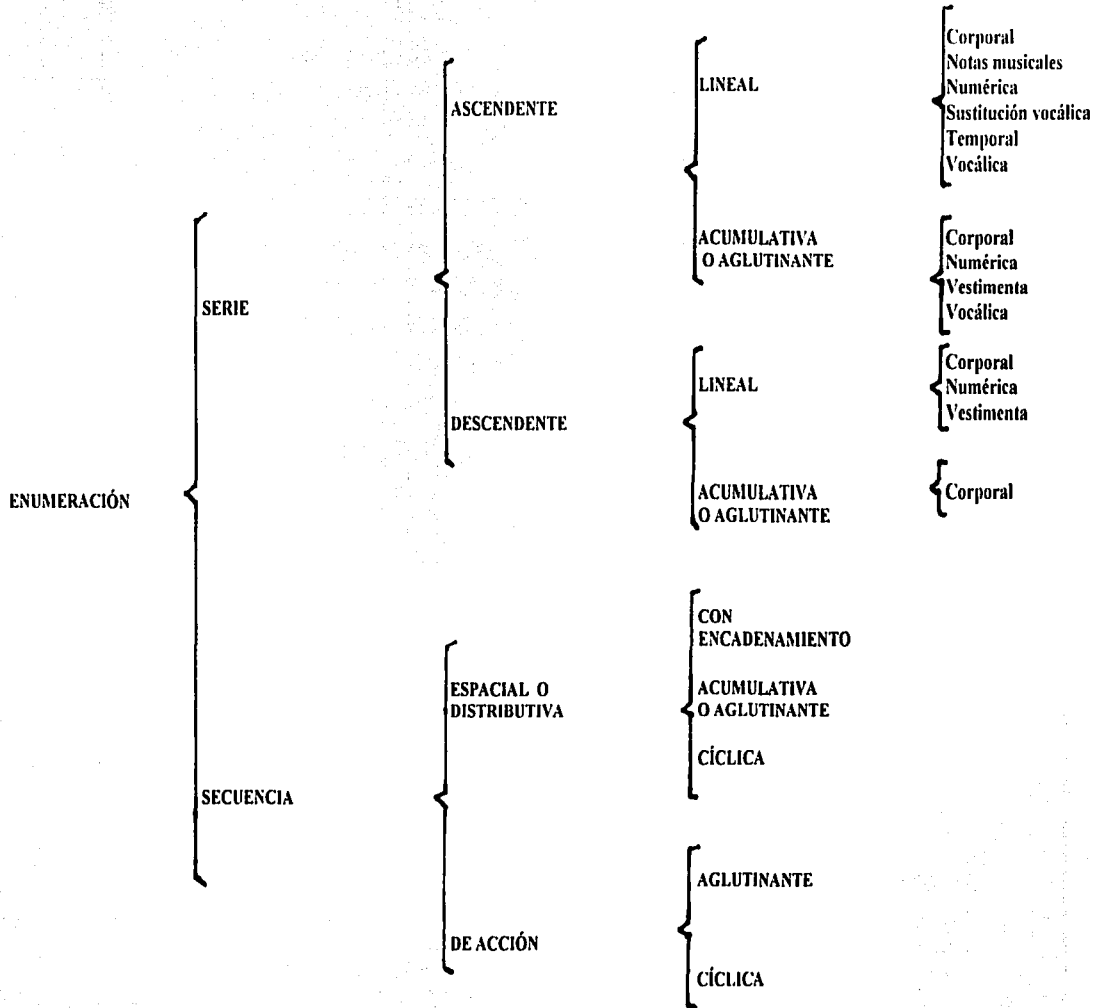 ENUMERACIÓN
SERIE
ASCENDENTE
LINEAL
Corporal
Notas musicales
Numérica
Sustitución vocálica
Temporal
Vocálica
ACUMULATIVA
O AGLUTINANTE
Corporal
Numérica
Vestimenta
Vocálica
DESCENDENTE
LINEAL
Corporal
Numérica
Vestimenta
ACUMULATIVA
O AGLUTINANTE
Corporal
SECUENCIA
ESPACIAL O
DISTRIBUTIVA
CON
ENCADENAMIENTO
ACUMULATIVA
O AGLUTINANTE
CÍCLICA
DE ACCIÓN
AGLUTINANTE
CÍCLICA